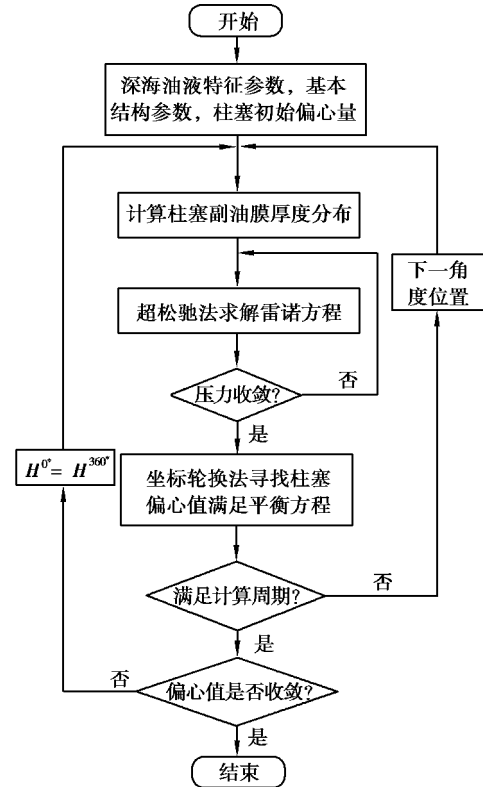 开始
深海油液特征参数，基本
结构参数，柱塞初始偏心量
计算柱塞副油膜厚度分布
下一角
度位置
超松驰法求解雷诺方程
压力收敛?
否
是
H^{0°}= H^{360°}
坐标轮换法寻找柱塞
偏心值满足平衡方程
满足计算周期?
否
是
偏心值是否收敛?
否
是
结束